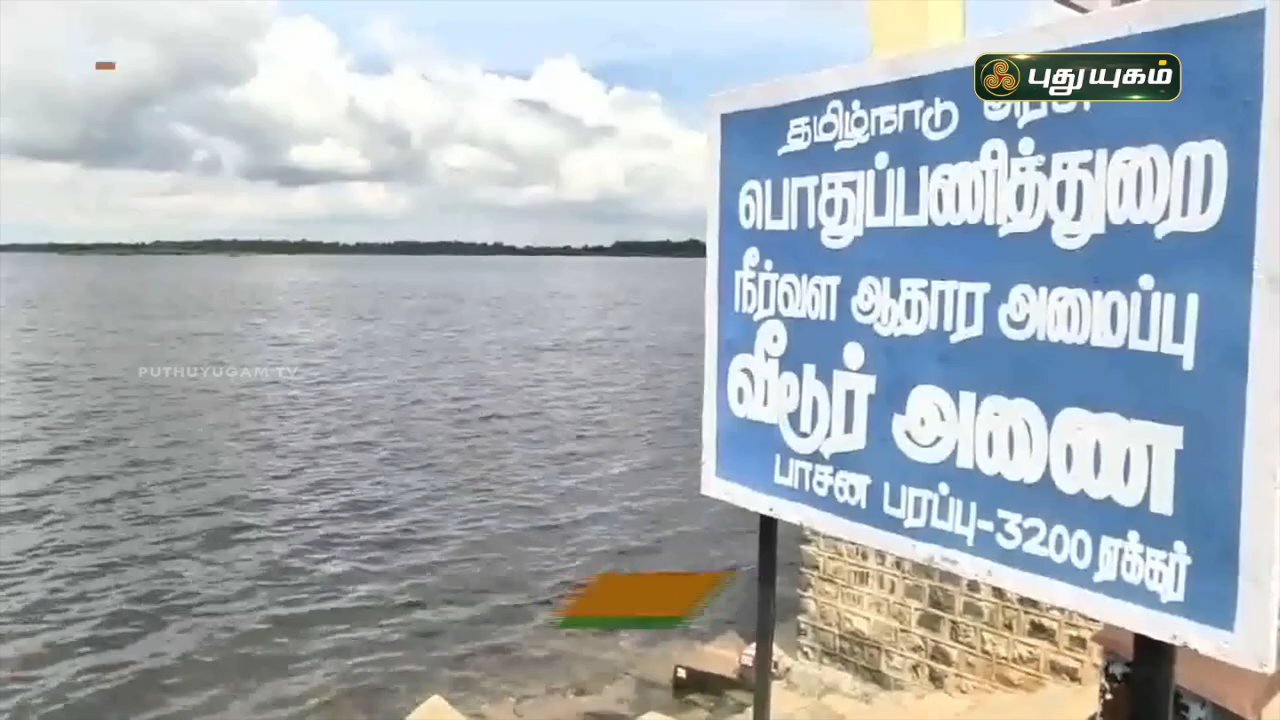 புதுயுகம்
தமிழ்நாடு
பொதுப்பணித்துறை
நீர்வள ஆதார அமைப்பு
வீடூர் அணை
பாசன பரப்பு-3200 ஏக்கர்
PUTHUYUGAM TV